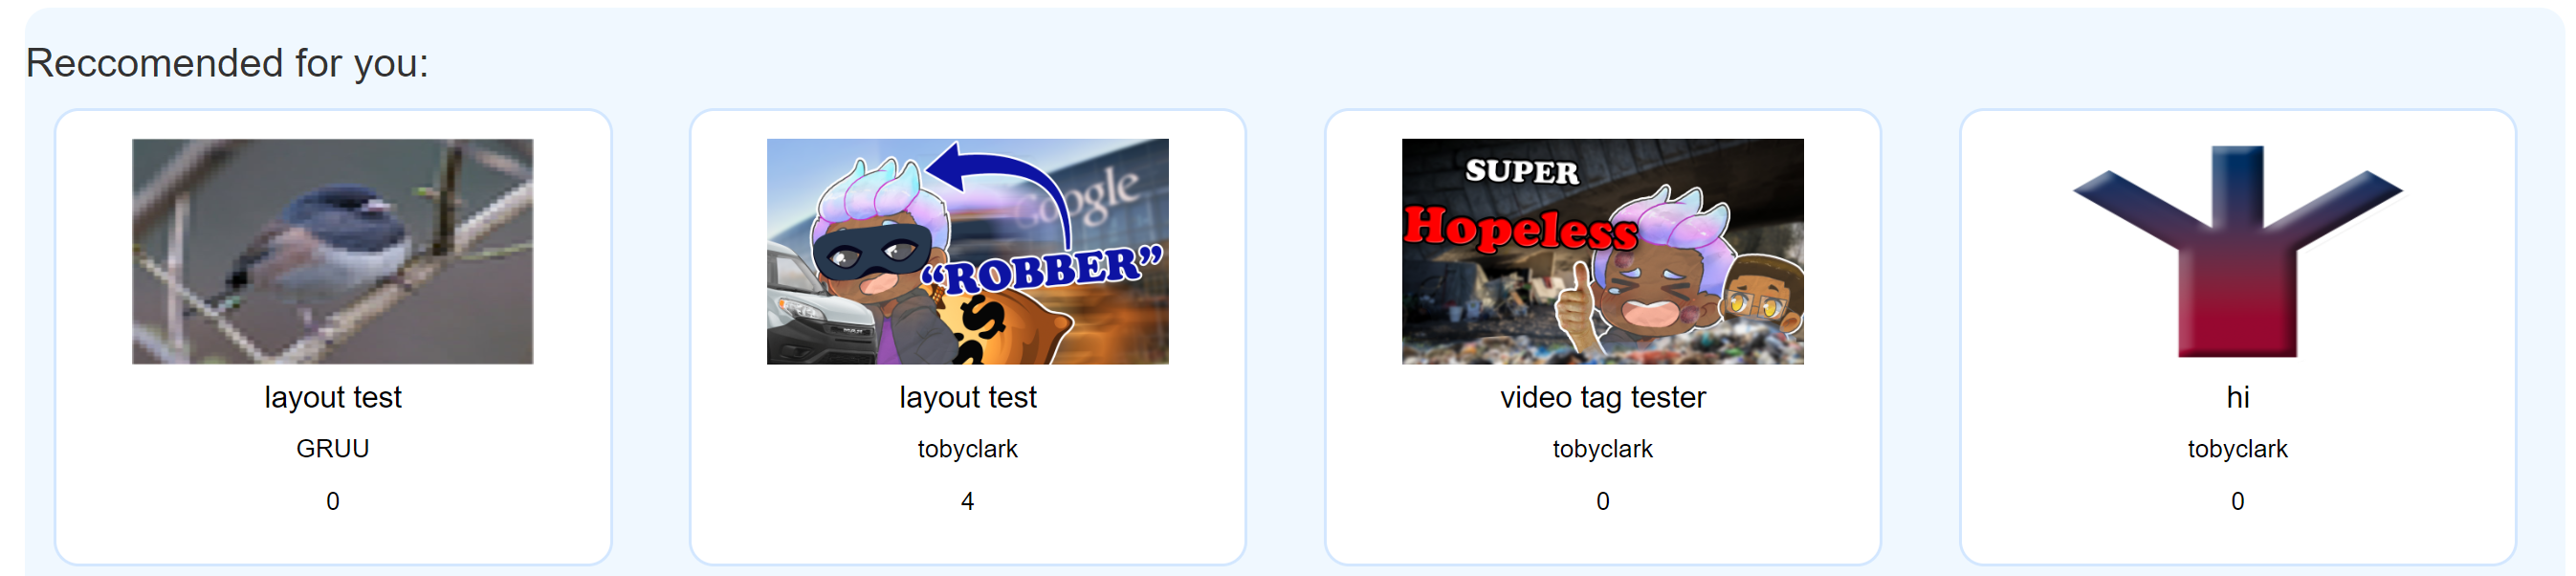 Reccomended for you:
Google
"ROBBER"
$
$
SUPER
Hopeless
layout test
layout test
video tag tester
hi
GRUU
tobyclark
tobyclark
tobyclark
0
4
0
0